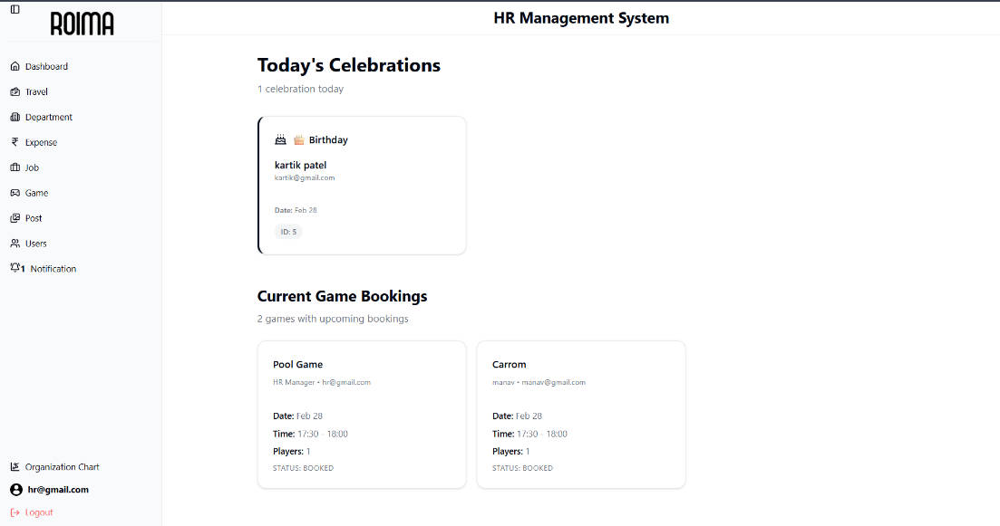 ROIMA
HR Management System
Dashboard
Travel
Department
Expense
Job
Game
Post
Users
1 Notification
Organization Chart
hr@gmail.com
Logout
Today's Celebrations
1 celebration today
Birthday
kartik patel
kartik@gmail.com
Date: Feb 28
ID: 5
Current Game Bookings
2 games with upcoming bookings
Pool Game
HR Manager • hr@gmail.com
Date: Feb 28
Time: 17:30 - 18:00
Players: 1
STATUS: BOOKED
Carrom
manav • manav@gmail.com
Date: Feb 28
Time: 17:30 - 18:00
Players: 1
STATUS: BOOKED